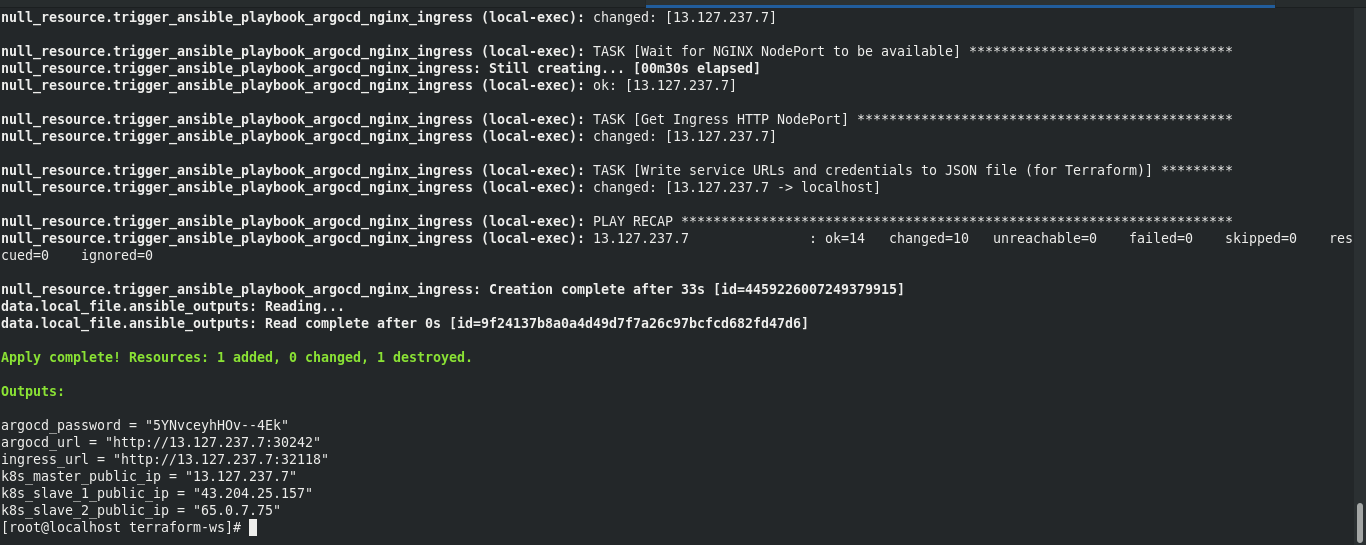 null_resource.trigger_ansible_playbook_argocd_nginx_ingress (local-exec): changed: [13.127.237.7]
null_resource.trigger_ansible_playbook_argocd_nginx_ingress (local-exec): TASK [Wait for NGINX NodePort to be available] *********************************
null_resource.trigger_ansible_playbook_argocd_nginx_ingress: Still creating... [00m30s elapsed]
null_resource.trigger_ansible_playbook_argocd_nginx_ingress (local-exec): ok: [13.127.237.7]
null_resource.trigger_ansible_playbook_argocd_nginx_ingress (local-exec): TASK [Get Ingress HTTP NodePort] ***********************************************
null_resource.trigger_ansible_playbook_argocd_nginx_ingress (local-exec): changed: [13.127.237.7]
null_resource.trigger_ansible_playbook_argocd_nginx_ingress (local-exec): TASK [Write service URLs and credentials to JSON file (for Terraform)] *********
null_resource.trigger_ansible_playbook_argocd_nginx_ingress (local-exec): changed: [13.127.237.7 -> localhost]
null_resource.trigger_ansible_playbook_argocd_nginx_ingress (local-exec): PLAY RECAP *********************************************************************
null_resource.trigger_ansible_playbook_argocd_nginx_ingress (local-exec): 13.127.237.7               : ok=14   changed=10   unreachable=0    failed=0    skipped=0    res
cued=0    ignored=0
null_resource.trigger_ansible_playbook_argocd_nginx_ingress: Creation complete after 33s [id=4459226007249379915]
data.local_file.ansible_outputs: Reading...
data.local_file.ansible_outputs: Read complete after 0s [id=9f24137b8a0a4d49d7f7a26c97bcfcd682fd47d6]
Apply complete! Resources: 1 added, 0 changed, 1 destroyed.
Outputs:
argocd_password = "5YNvceyhHOv--4Ek"
argocd_url = "http://13.127.237.7:30242"
ingress_url = "http://13.127.237.7:32118"
k8s_master_public_ip = "13.127.237.7"
k8s_slave_1_public_ip = "43.204.25.157"
k8s_slave_2_public_ip = "65.0.7.75"
[root@localhost terraform-ws]#